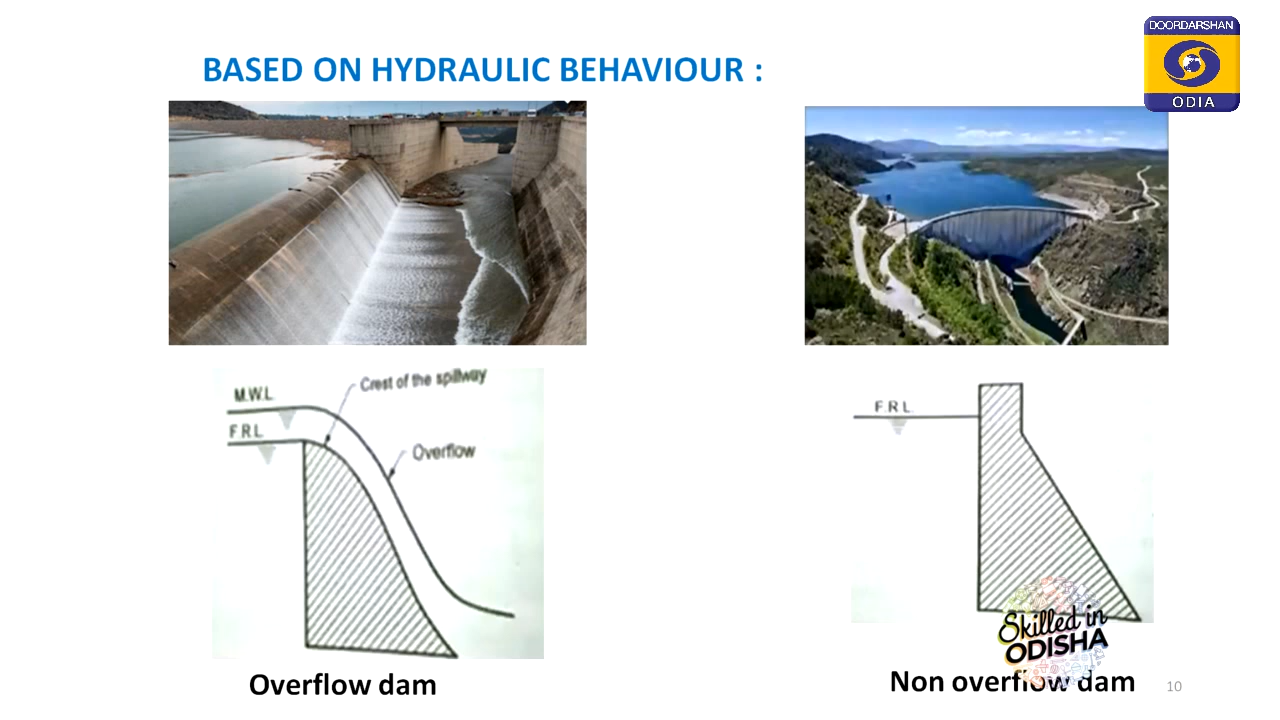 DOORDARSHAN
ODIA
BASED ON HYDRAULIC BEHAVIOUR :
M.W.L.
F.R.L.
Crest of the spillway
Overflow
F.R.L.
Skilled in
ODISHA
Overflow dam
Non overflow dam
10